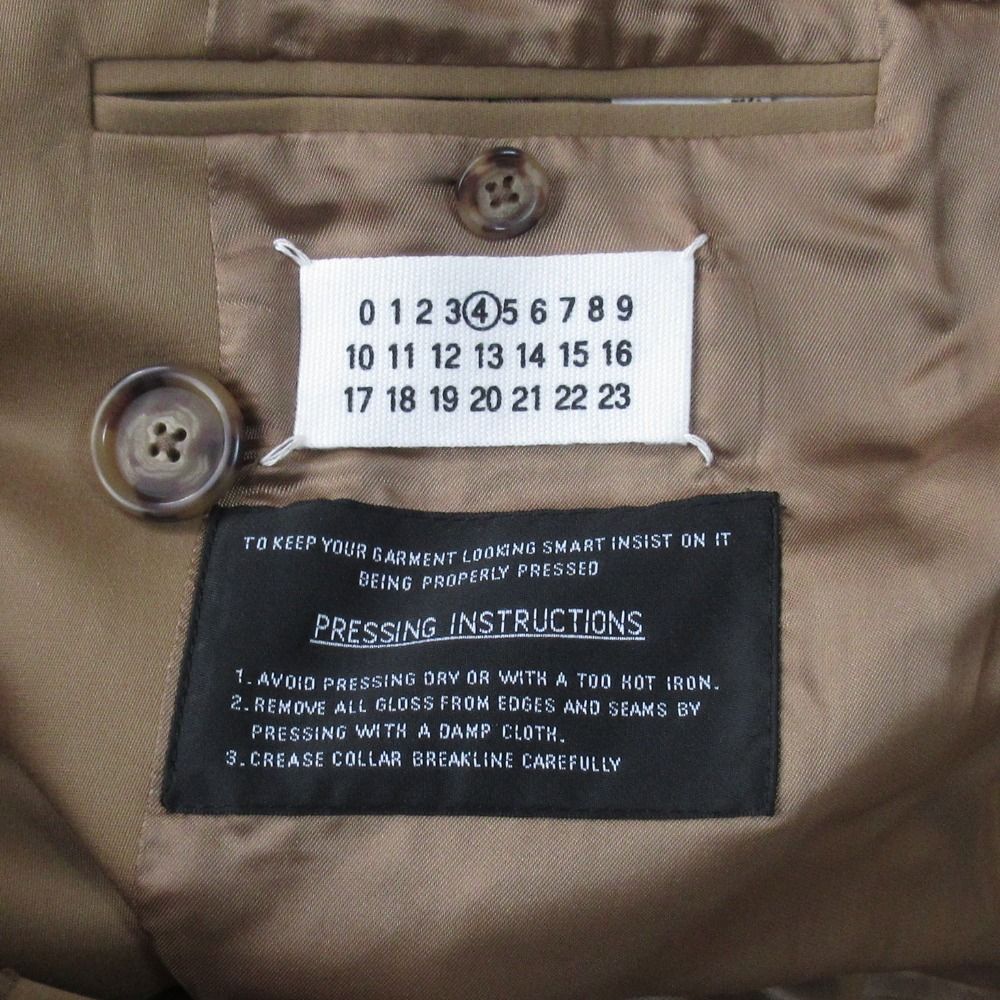 0 1 2 3 4 5 6 7 8 9
10 11 12 13 14 15 16
17 18 19 20 21 22 23
TO KEEP YOUR GARMENT LOOKING SMART INSIST ON IT
BEING PROPERLY PRESSED
PRESSING INSTRUCTIONS
1. AVOID PRESSING DRY OR WITH A TOO HOT IRON.
2. REMOVE ALL GLOSS FROM EDGES AND SEAMS BY
PRESSING WITH A DAMP CLOTH.
3. CREASE COLLAR BREAKLINE CAREFULLY